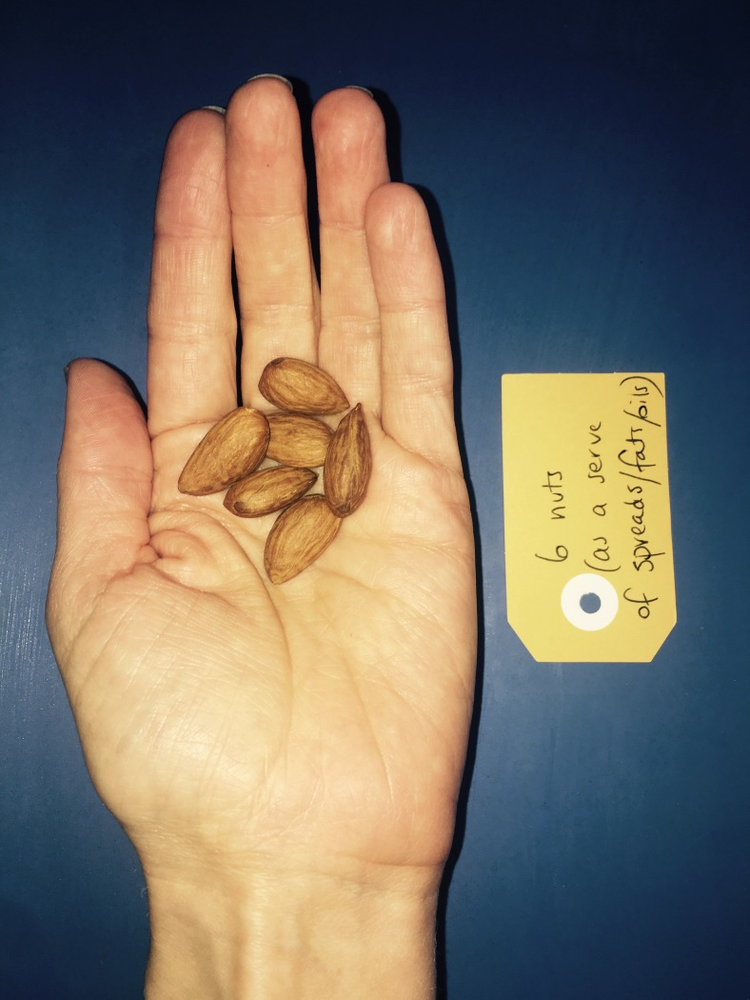 6 nuts
(as a serve
of spreads/fats/oils)